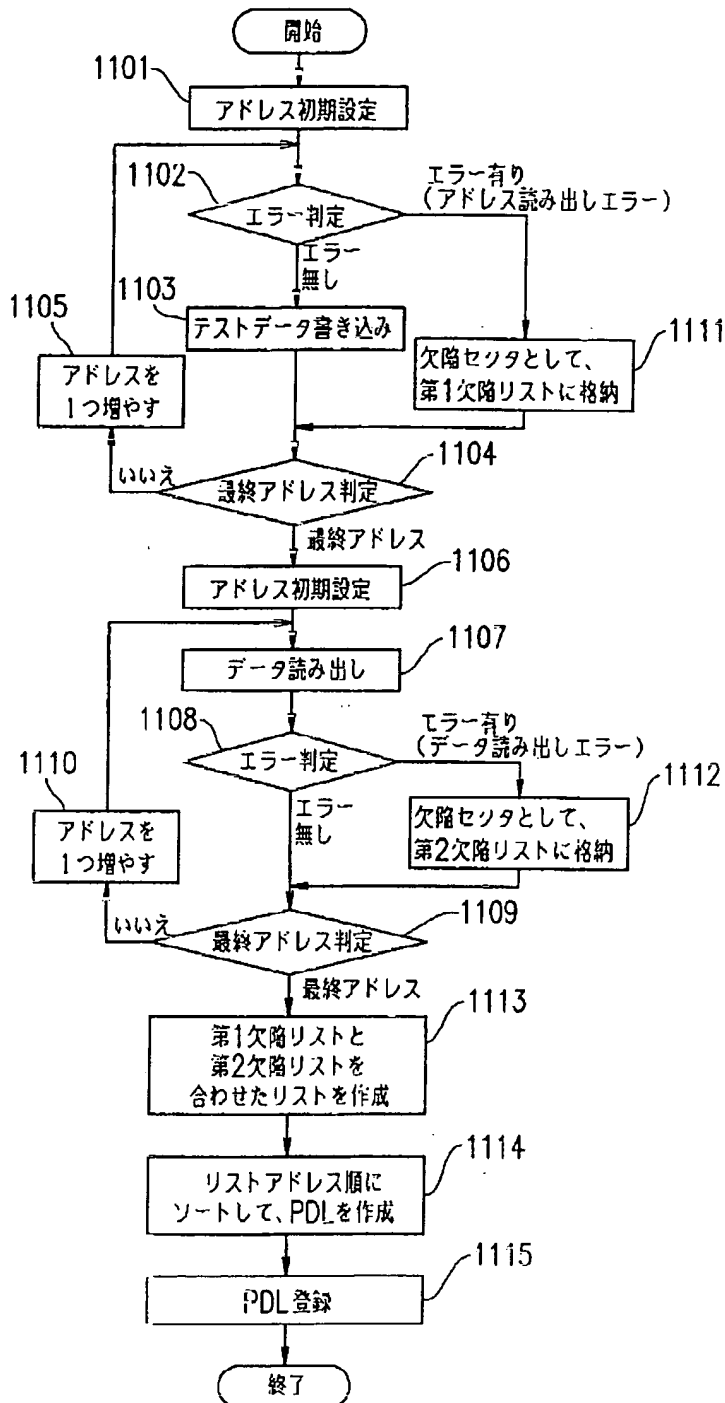 開始
1101
アドレス初期設定
1102
エラー判定
エラー有り
(アドレス読み出しエラー)
エラー
無し
1103
テストデータ書き込み
1105
アドレスを
1つ増やす
1111
欠陥セクタとして、
第1欠陥リストに格納
いいえ
1104
最終アドレス判定
最終アドレス
1106
アドレス初期設定
1107
データ読み出し
1108
エラー判定
エラー有り
(データ読み出しエラー)
エラー
無し
1110
アドレスを
1つ増やす
1112
欠陥セクタとして、
第2欠陥リストに格納
いいえ
1109
最終アドレス判定
最終アドレス
1113
第1欠陥リストと
第2欠陥リストを
合わせたリストを作成
1114
リストアドレス順に
ソートして、PDLを作成
1115
PDL登録
終了